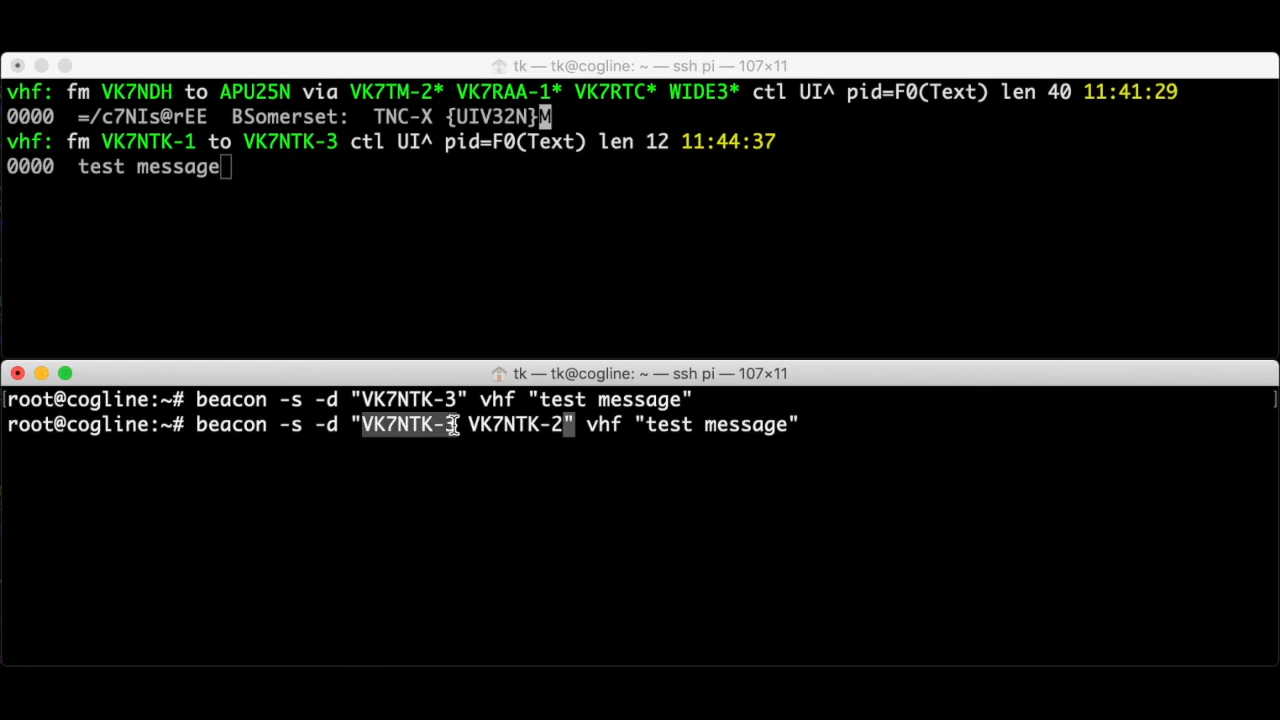 tk — tk@cogline: ~ — ssh pi — 107×11
vhf: fm VK7NDH to APU25N via VK7TM-2* VK7RAA-1* VK7RTC* WIDE3* ctl UI^ pid=F0(Text) len 40 11:41:29
0000  =/c7NIs@rEE  BSomerset:  TNC-X {UIV32N}M
vhf: fm VK7NTK-1 to VK7NTK-3 ctl UI^ pid=F0(Text) len 12 11:44:37
0000  test message
tk — tk@cogline: ~ — ssh pi — 107×11
[root@cogline:~# beacon -s -d "VK7NTK-3" vhf "test message" ]
root@cogline:~# beacon -s -d "VK7NTK-3 VK7NTK-2" vhf "test message"